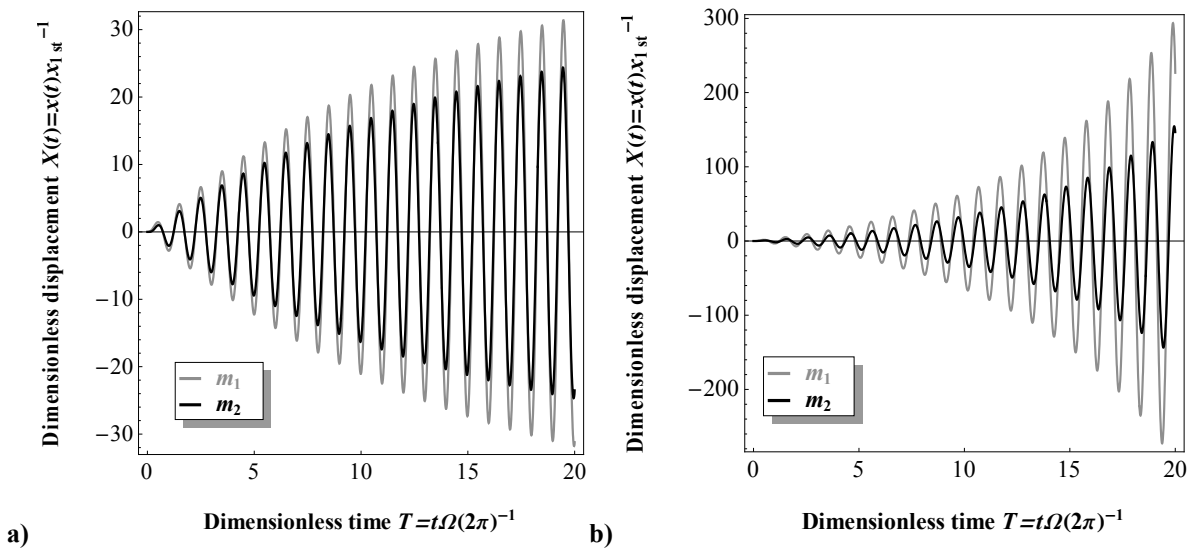 Dimensionless displacement X(t)=x(t)x₁ st⁻¹
30
20
10
0
−10
−20
−30
m₁
m₂
0
5
10
15
20
Dimensionless time T=tΩ(2π)⁻¹
a)
Dimensionless displacement X(t)=x(t)x₁ st⁻¹
300
200
100
0
−100
−200
m₁
m₂
0
5
10
15
20
Dimensionless time T=tΩ(2π)⁻¹
b)